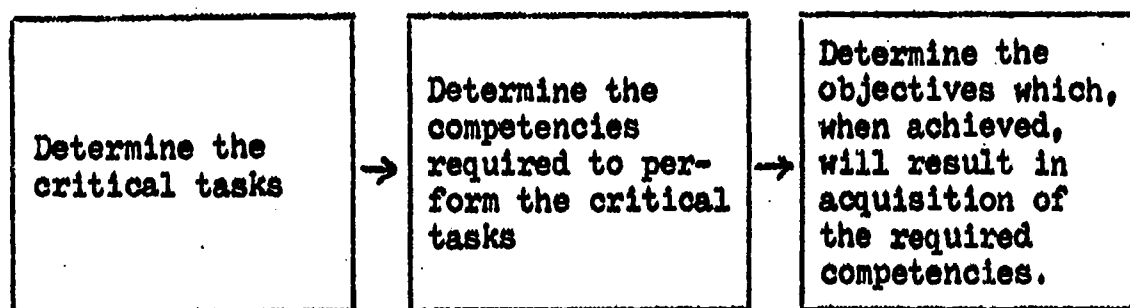 Determine the
critical tasks
→
Determine the
competencies
required to per-
form the critical
tasks
→
Determine the
objectives which,
when achieved,
will result in
acquisition of
the required
competencies.